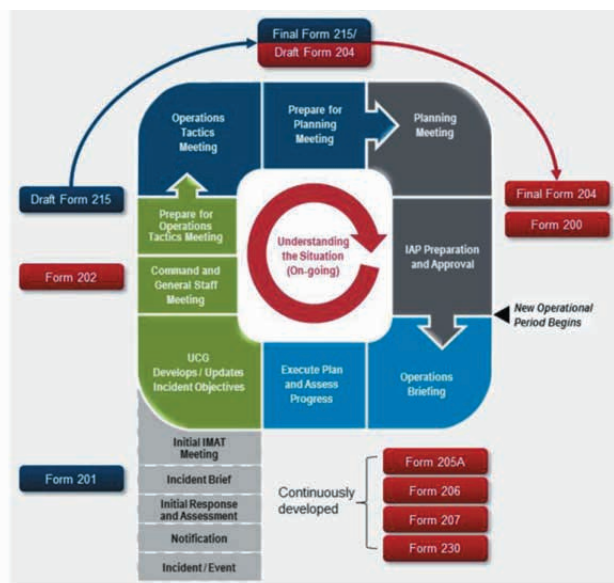 Final Form 215/
Draft Form 204
Operations
Tactics
Meeting
Prepare for
Planning
Meeting
Planning
Meeting
Draft Form 215
Final Form 204
Form 200
Prepare for
Operations
Tactics Meeting
Understanding
the Situation
(On-going)
IAP Preparation
and Approval
Form 202
Command and
General Staff
Meeting
New Operational
Period Begins
UCG
Develops / Updates
Incident Objectives
Execute Plan
and Assess
Progress
Operations
Briefing
Initial IMAT
Meeting
Form 201
Incident Brief
Initial Response
and Assessment
Notification
Incident / Event
Continuously
developed
Form 205A
Form 206
Form 207
Form 230